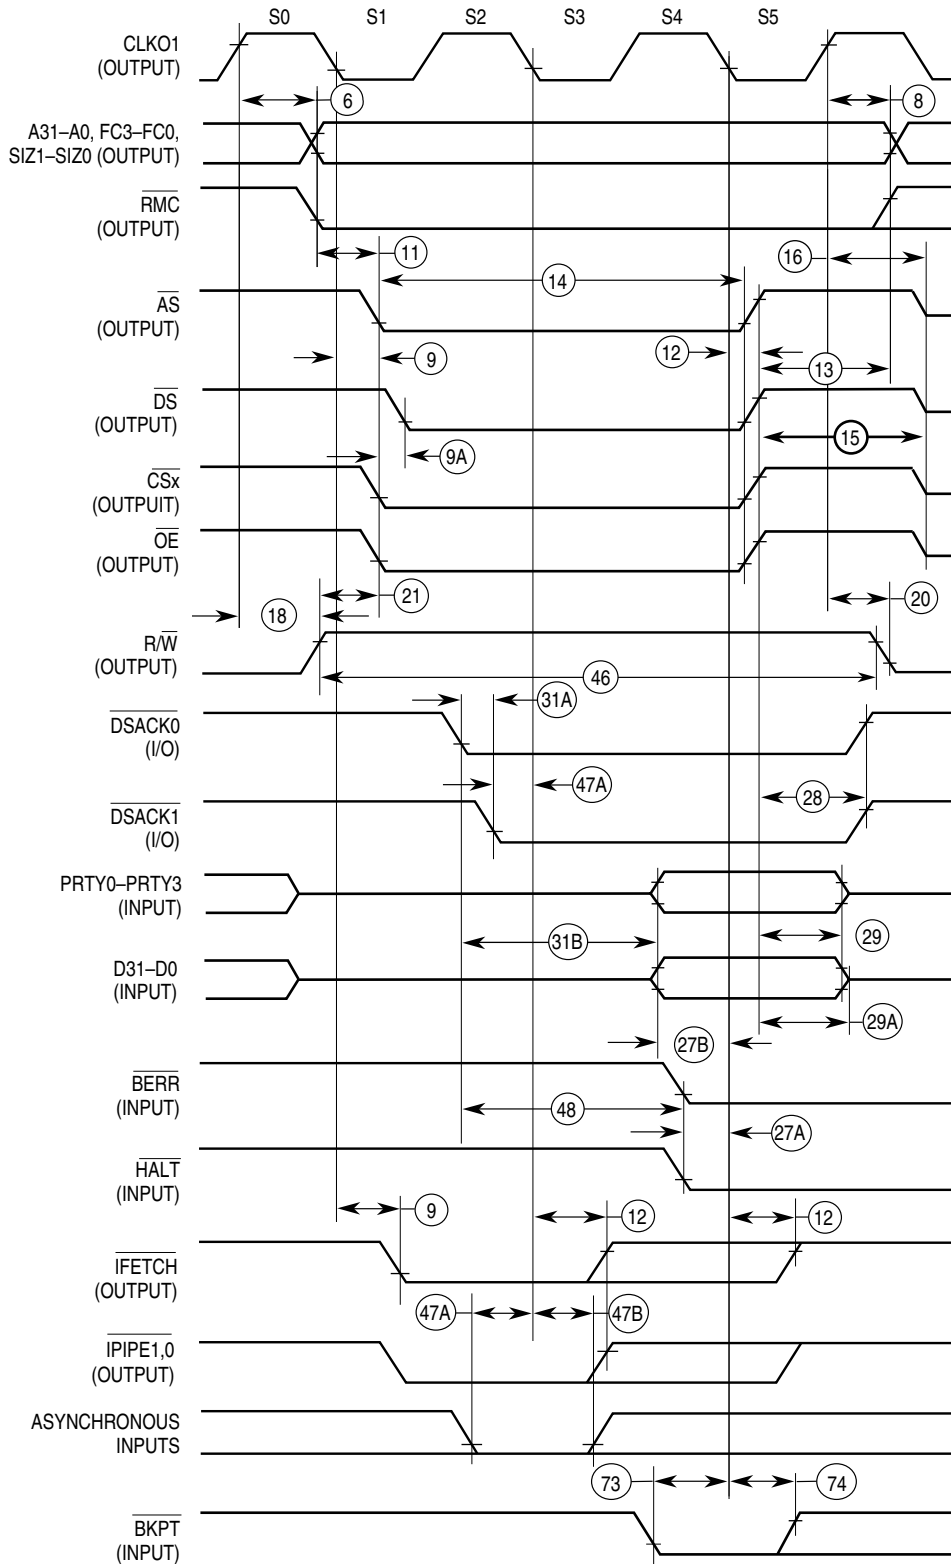 S0 S1 S2 S3 S4 S5
CLKO1
(OUTPUT)
6
8
A31–A0, FC3–FC0,
SIZ1–SIZ0 (OUTPUT)
RMC
(OUTPUT)
11
16
14
AS
(OUTPUT)
9
12
13
DS
(OUTPUT)
15
9A
CSx
(OUTPUIT)
OE
(OUTPUT)
21
20
18
R/W
(OUTPUT)
46
31A
DSACK0
(I/O)
47A
28
DSACK1
(I/O)
PRTY0–PRTY3
(INPUT)
31B
29
D31–D0
(INPUT)
29A
27B
BERR
(INPUT)
48
27A
HALT
(INPUT)
9
12
12
IFETCH
(OUTPUT)
47A
47B
IPIPE1,0
(OUTPUT)
ASYNCHRONOUS
INPUTS
73
74
BKPT
(INPUT)